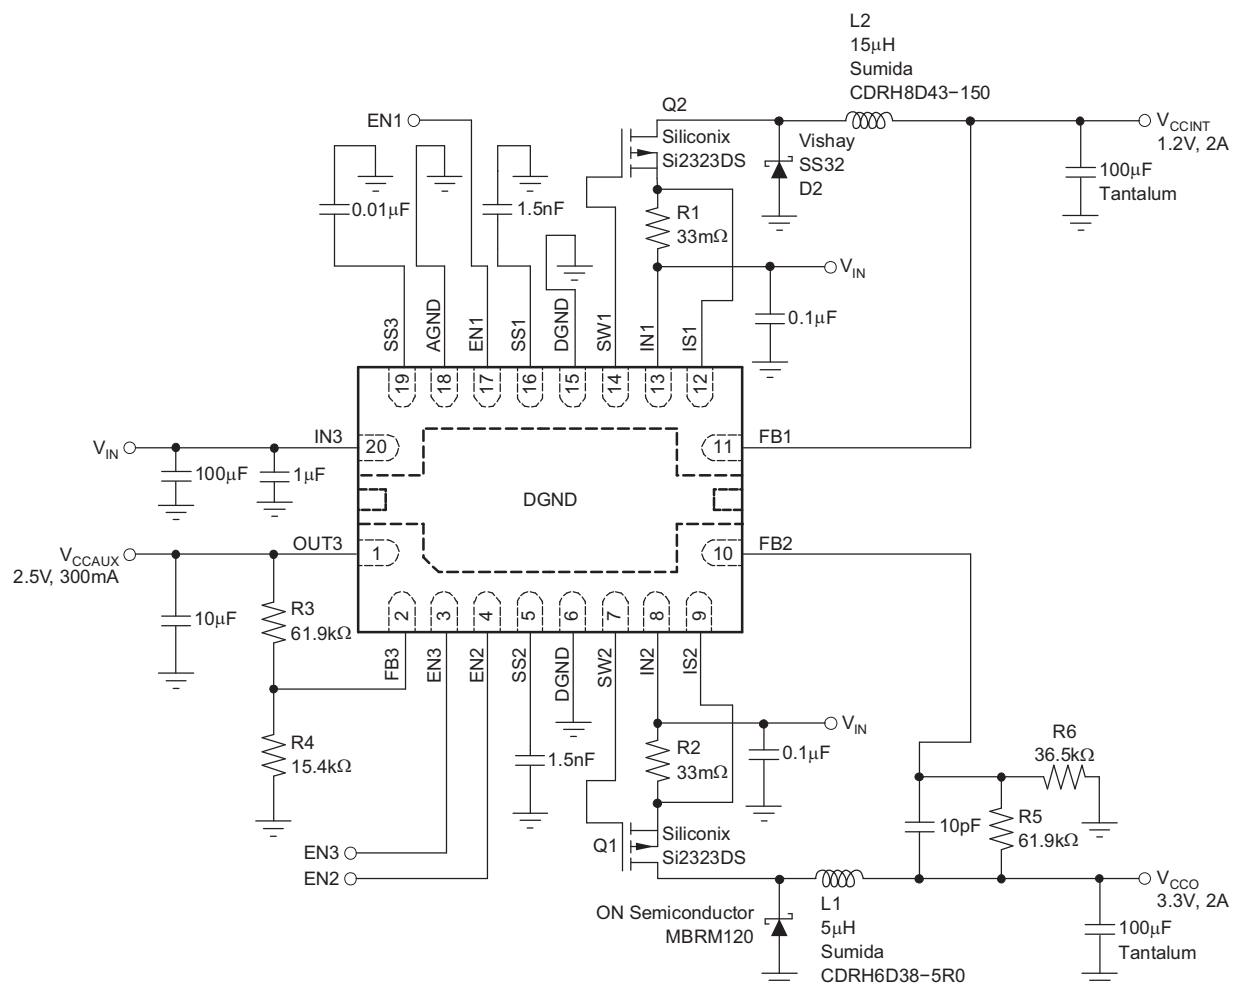 L2
15μH
Sumida
CDRH8D43−150
Q2
EN1
Siliconix
Si2323DS
Vishay
SS32
D2
V_CCINT
1.2V, 2A
100μF
Tantalum
0.01μF
1.5nF
R1
33mΩ
V_IN
0.1μF
SS3
AGND
EN1
SS1
DGND
SW1
IN1
IS1
19
18
17
16
15
14
13
12
V_IN
IN3
20
11
FB1
100μF
1μF
DGND
V_CCAUX
2.5V, 300mA
OUT3
1
10
FB2
10μF
R3
61.9kΩ
2
3
4
5
6
7
8
9
FB3
EN3
EN2
SS2
DGND
SW2
IN2
IS2
V_IN
R4
15.4kΩ
1.5nF
R2
33mΩ
0.1μF
R6
36.5kΩ
10pF
R5
61.9kΩ
Q1
Siliconix
Si2323DS
EN3
EN2
V_CCO
3.3V, 2A
ON Semiconductor
MBRM120
L1
5μH
Sumida
CDRH6D38−5R0
100μF
Tantalum